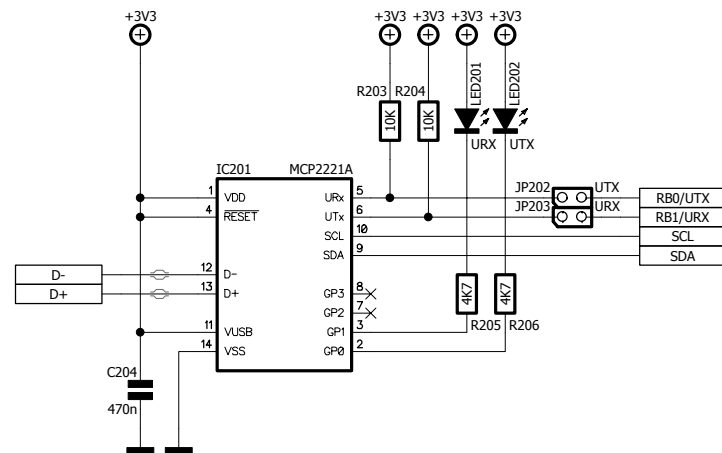 +3V3
+3V3 +3V3 +3V3 +3V3
LED201
LED202
R203 R204
10K
10K
URX UTX
IC201 MCP2221A
1 VDD
4 RESET
12 D-
13 D+
11 VUSB
14 VSS
URx 5
UTx 6
SCL 10
SDA 9
GP3 8
GP2 7
GP1 3
GP0 2
JP202 UTX
JP203 URX
RB0/UTX
RB1/URX
SCL
SDA
D-
D+
4K7
4K7
R205 R206
C204
470n